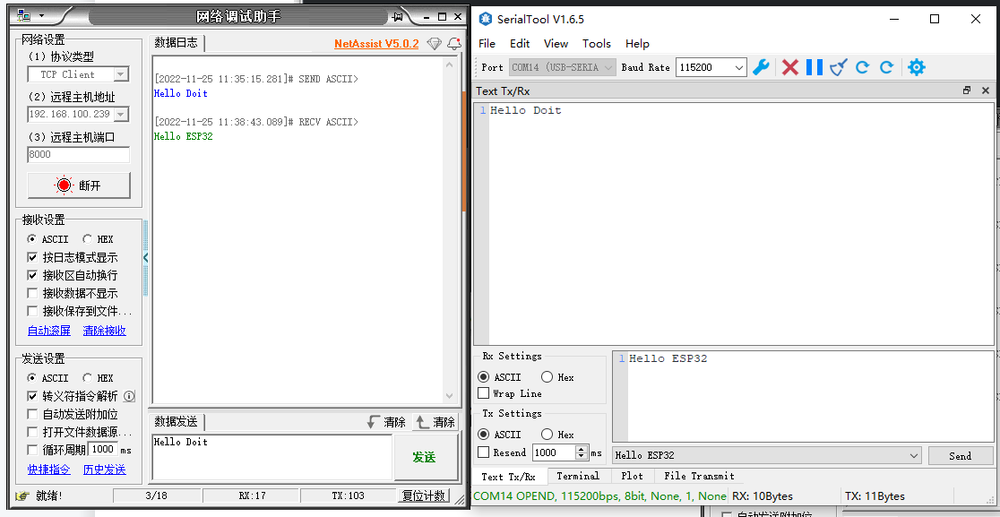 网络调试助手
网络设置
(1) 协议类型
TCP Client
(2) 远程主机地址
192.168.100.239
(3) 远程主机端口
8000
断开
接收设置
ASCII HEX
按日志模式显示
接收区自动换行
接收数据不显示
接收保存到文件...
自动滚屏 清除接收
发送设置
ASCII HEX
转义符指令解析
自动发送附加位
打开文件数据源...
循环周期 1000 ms
快捷指令 历史发送
数据日志
NetAssist V5.0.2
[2022-11-25 11:35:15.281]# SEND ASCII>
Hello Doit
[2022-11-25 11:38:43.089]# RECV ASCII>
Hello ESP32
数据发送 清除 清除
Hello Doit
发送
就绪! 3/18 RX:17 TX:103 复位计数
SerialTool V1.6.5
File Edit View Tools Help
Port COM14 (USB-SERIA Baud Rate 115200
Text Tx/Rx
1 Hello Doit
Rx Settings
ASCII Hex
Wrap Line
Tx Settings
ASCII Hex
Resend 1000 ms
1 Hello ESP32
Hello ESP32 Send
Text Tx/Rx Terminal Plot File Transmit
COM14 OPEND, 115200bps, 8bit, None, 1, None RX: 10Bytes TX: 11Bytes
自动发送附加位